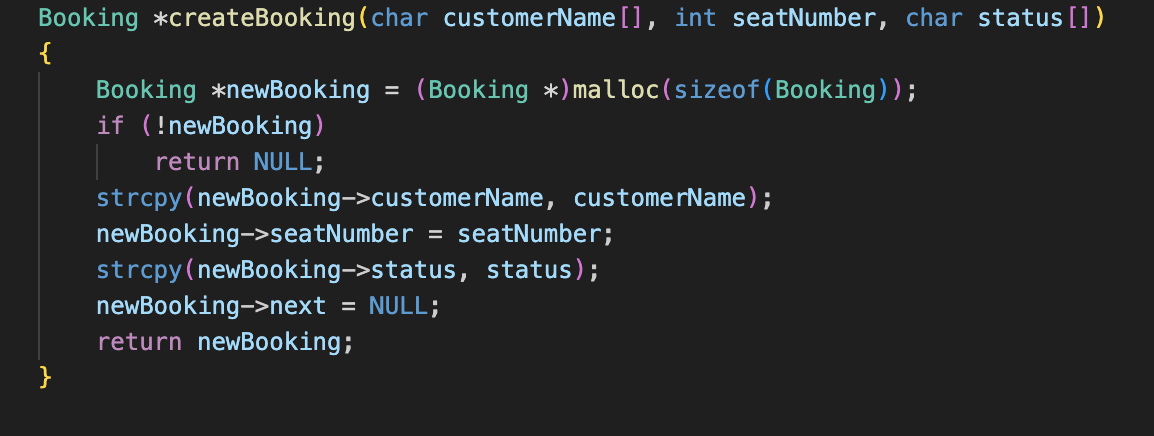 Booking *createBooking(char customerName[], int seatNumber, char status[])
{
    Booking *newBooking = (Booking *)malloc(sizeof(Booking));
    if (!newBooking)
        return NULL;
    strcpy(newBooking->customerName, customerName);
    newBooking->seatNumber = seatNumber;
    strcpy(newBooking->status, status);
    newBooking->next = NULL;
    return newBooking;
}